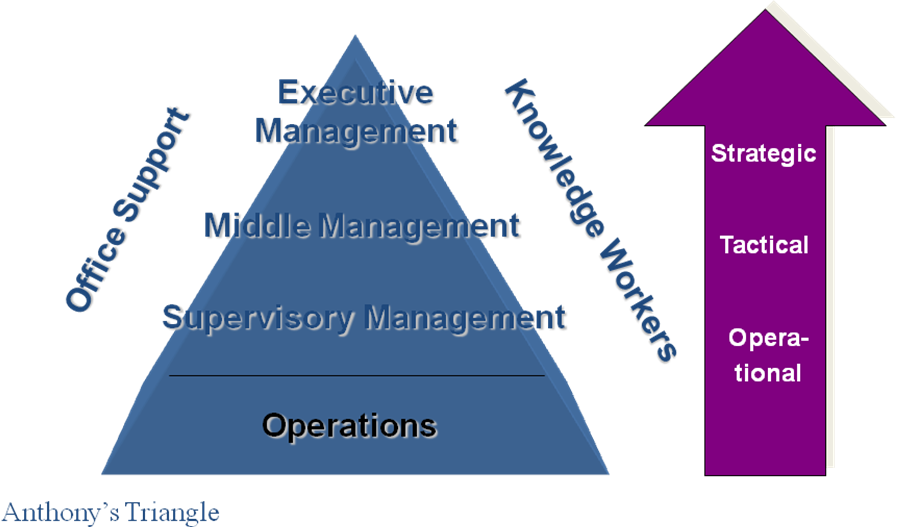 Executive
Management
Middle Management
Supervisory Management
Operations
Office Support
Knowledge Workers
Strategic
Tactical
Opera-
tional
Anthony’s Triangle